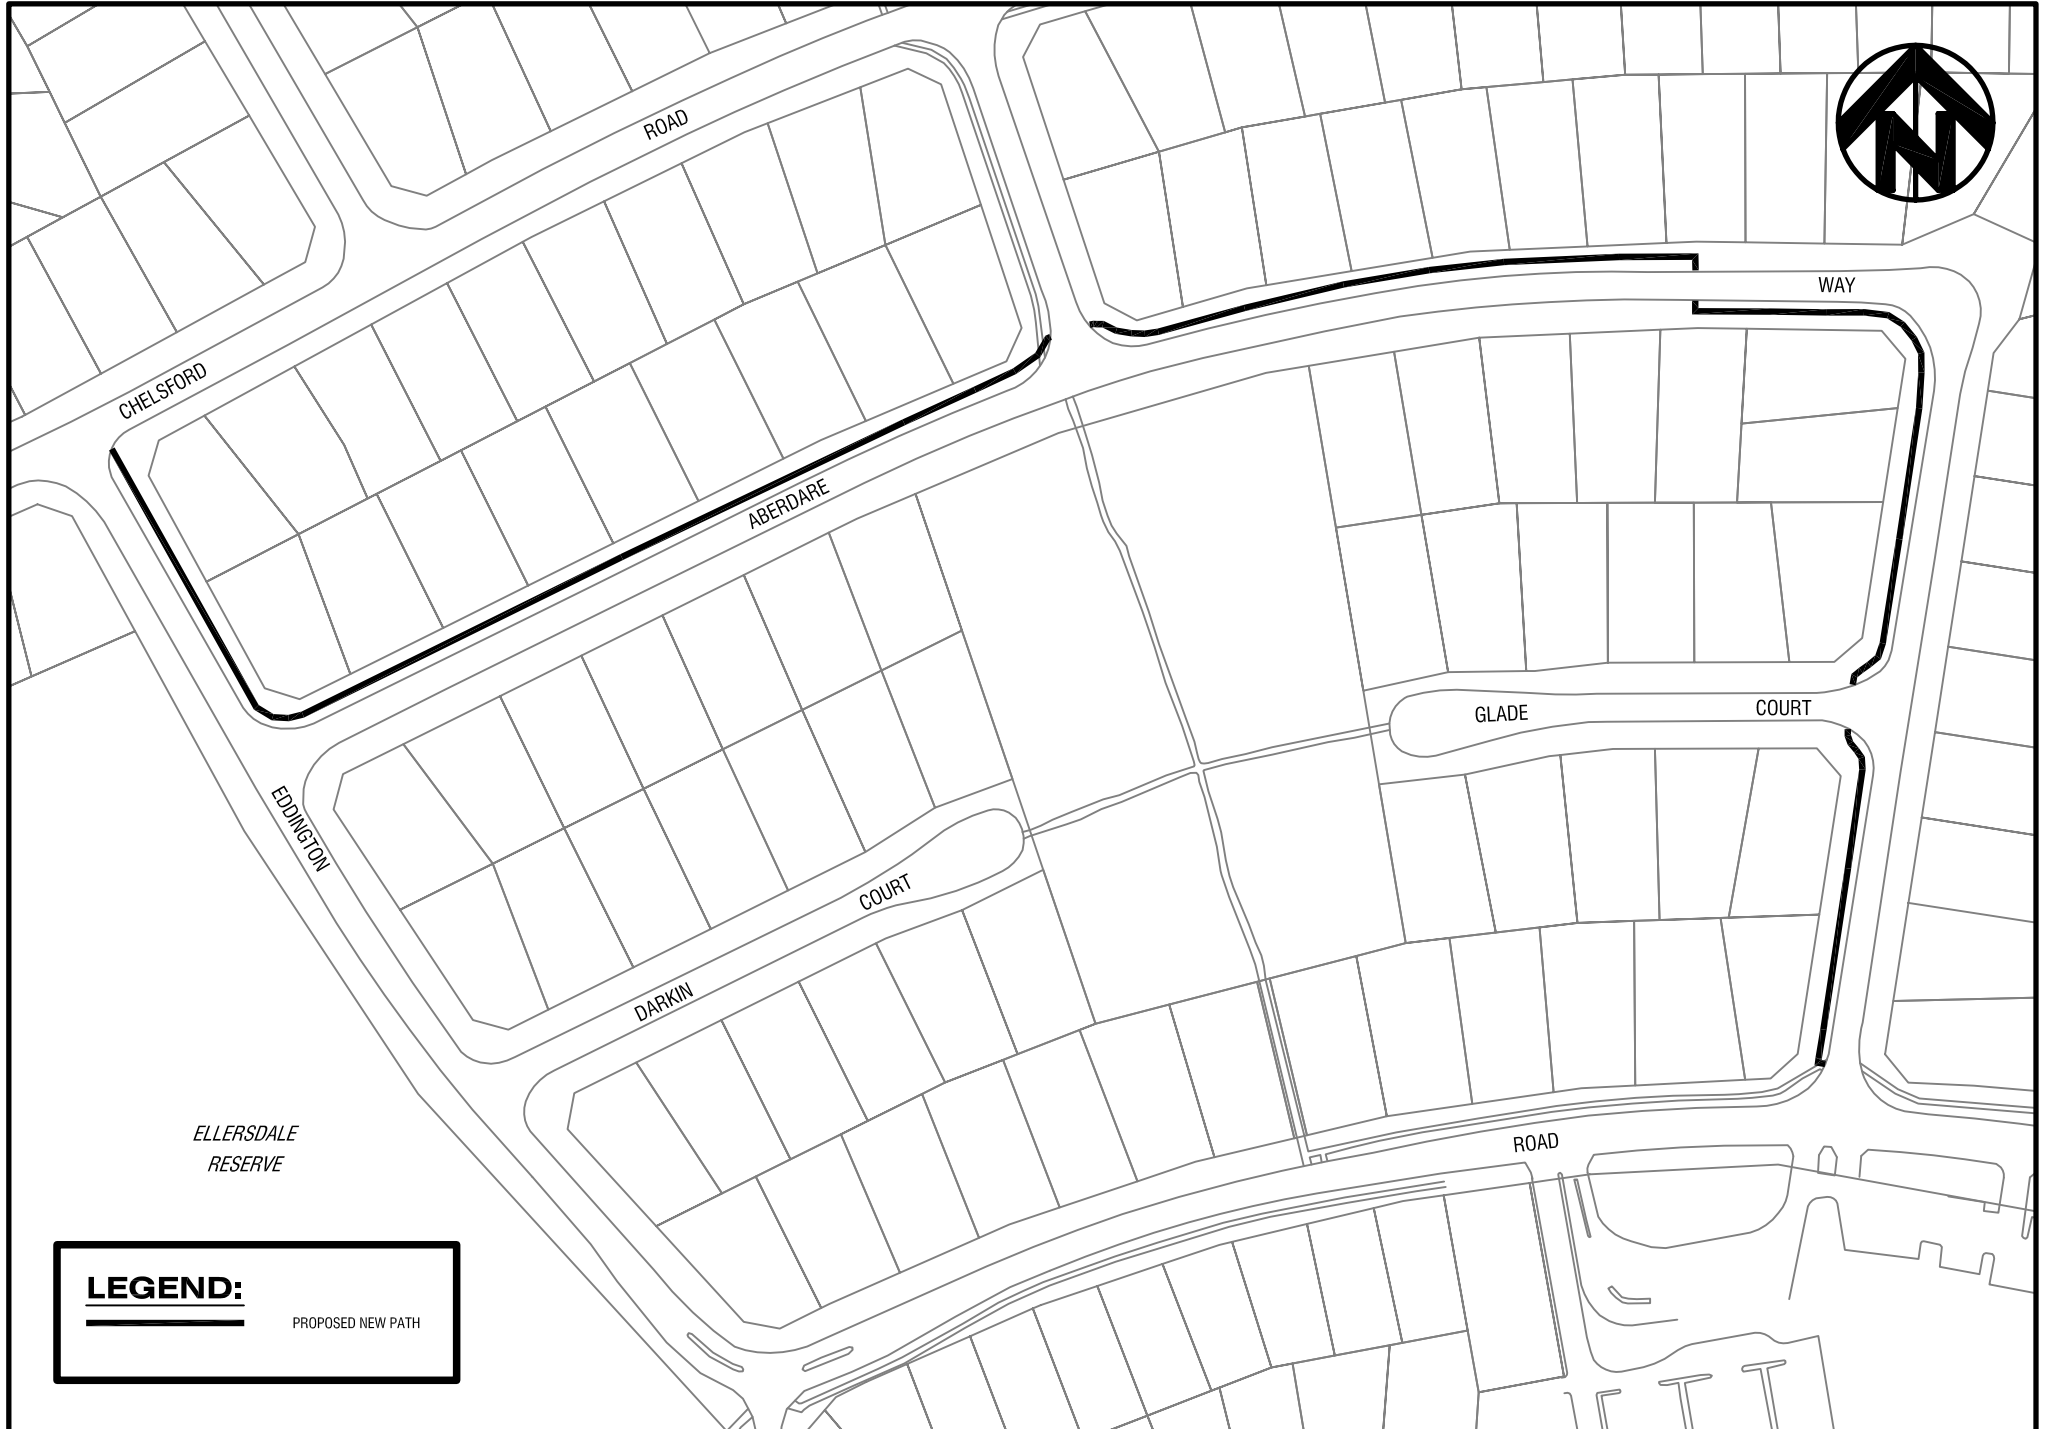 ROAD
N
WAY
CHELSFORD
ABERDARE
GLADE
COURT
EDDINGTON
COURT
DARKIN
ELLERSDALE
RESERVE
ROAD
LEGEND:
PROPOSED NEW PATH